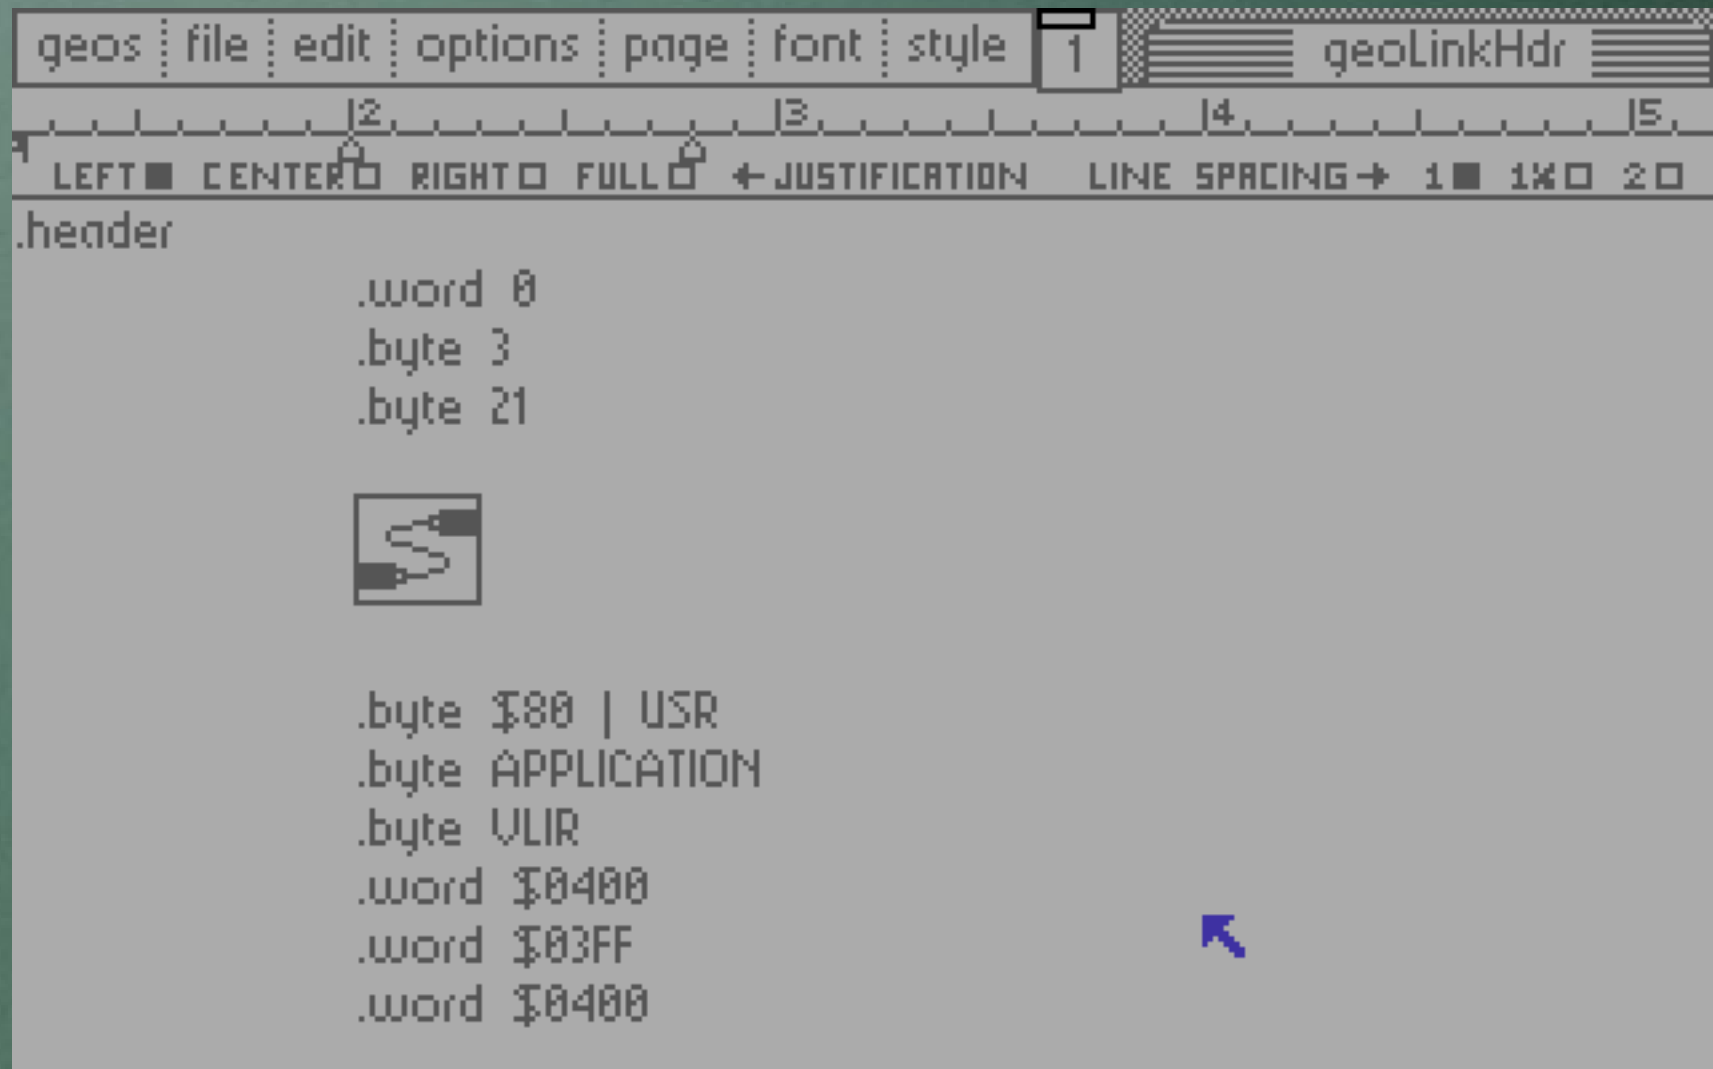 geos file edit options page font style 1 geoLinkHdr
2 3 4 5
LEFT CENTER RIGHT FULL ←JUSTIFICATION LINE SPACING→ 1 1½ 2
.header
.word 0
.byte 3
.byte 21
.byte $80 | USR
.byte APPLICATION
.byte VLIR
.word $0400
.word $03FF
.word $0400